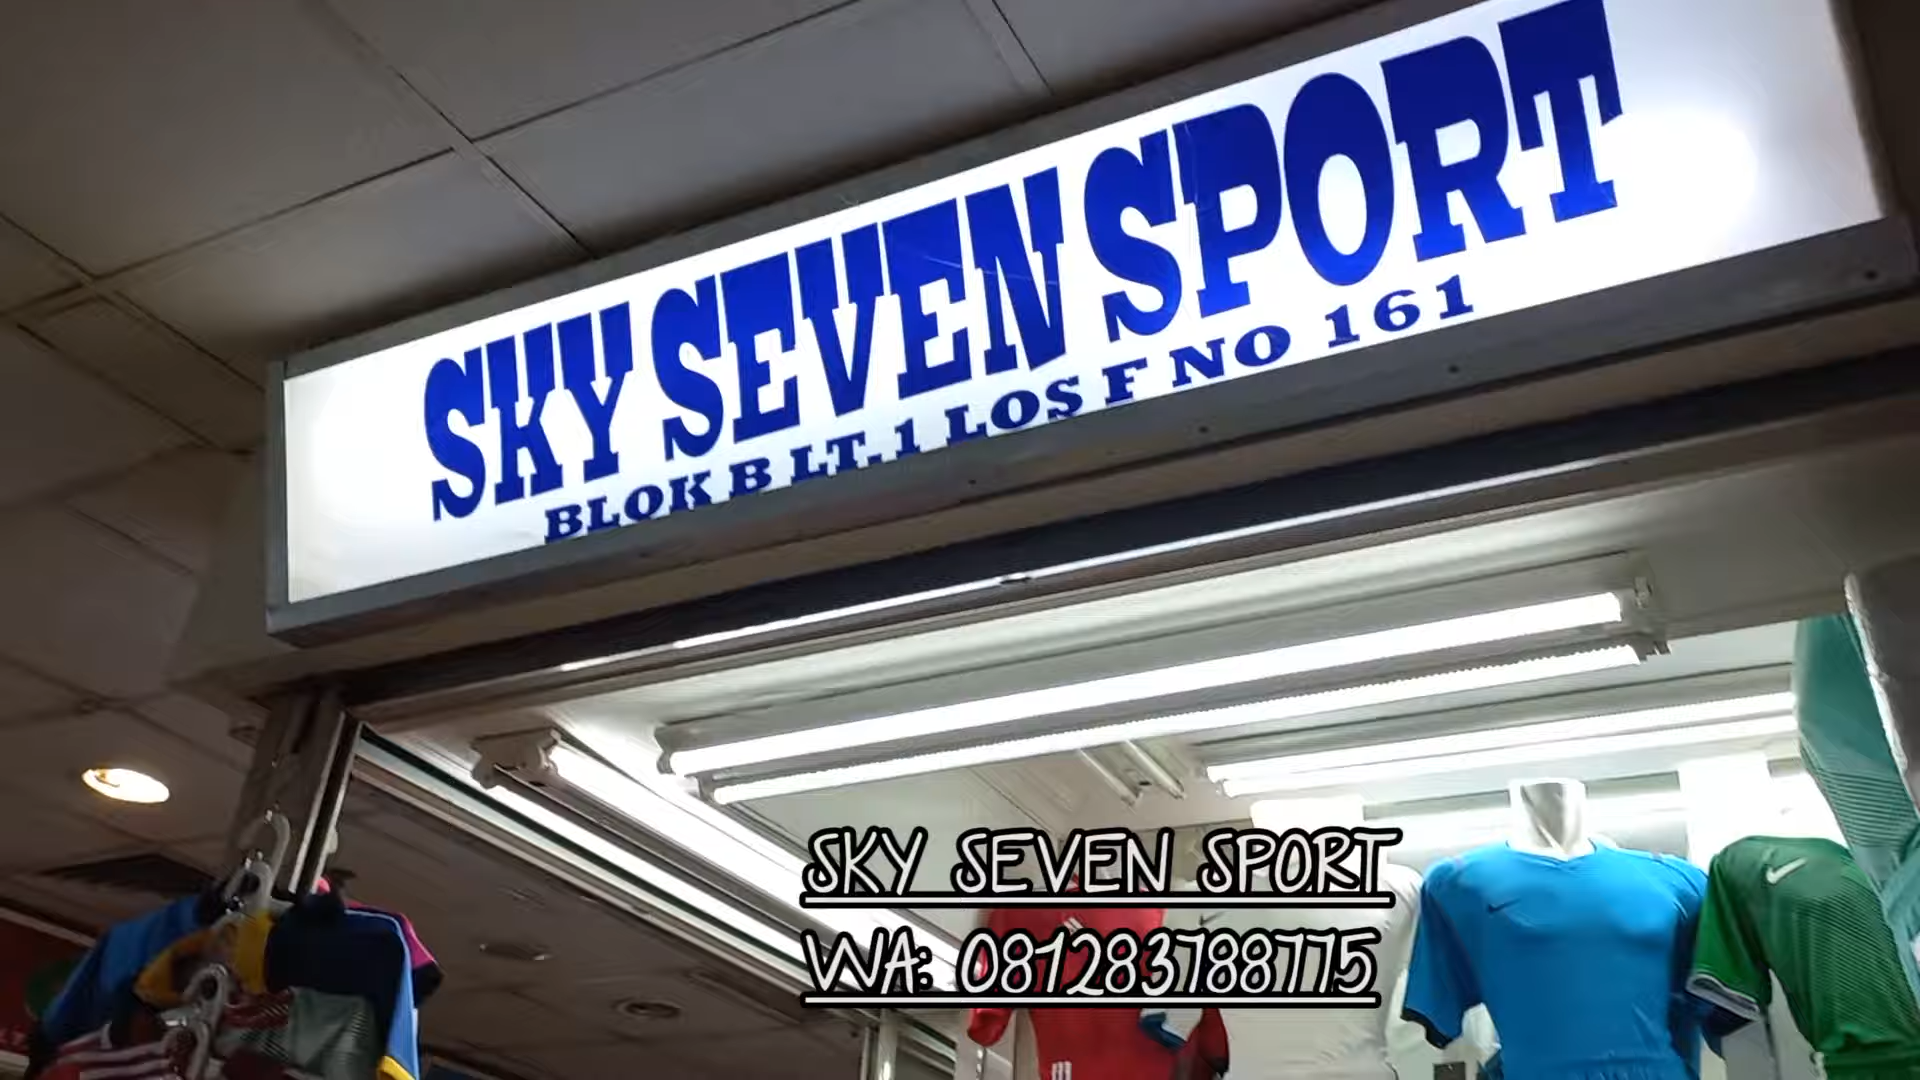 SKY SEVEN SPORT
BLOK B LT.1 LOS F NO 161
SKY SEVEN SPORT
WA: 081283788775